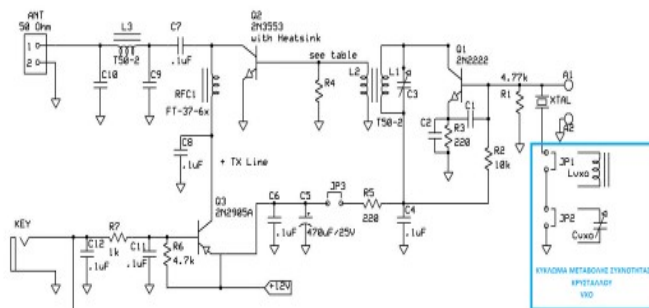 ANT
50 Ohm
1
2
L3
T50-2
C7
.1uF
C10
C9
RFC1
FT-37-6x
Q2
2N3553
with Heatsink
see table
R4
L2
L1
C3
T50-2
Q1
2N2222
4.77k
R1
A1
XTAL
A2
C1
C2
R3
220
R2
10k
C8
.1uF
+ TX Line
Q3
2N2905A
C6
.1uF
C5
470uF/25V
JP3
R5
220
C4
.1uF
KEY
C12
.1uF
R7
1k
C11
.1uF
R6
4.7k
+12V
JP1
Lvxo
JP2
Cvxo
ΚΥΚΛΩΜΑ ΜΕΤΑΒΟΛΗΣ ΣΥΧΝΟΤΗΤΑΣ
ΚΡΥΣΤΑΛΛΟΥ
VXO